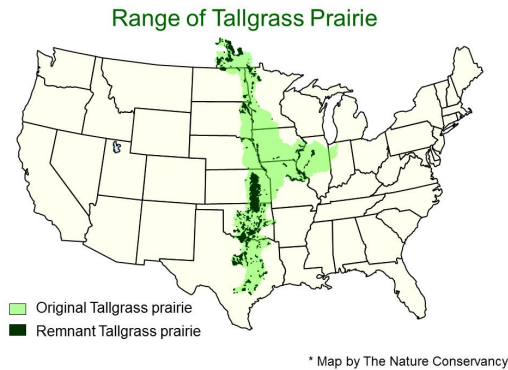 Range of Tallgrass Prairie
Original Tallgrass prairie
Remnant Tallgrass prairie
* Map by The Nature Conservancy